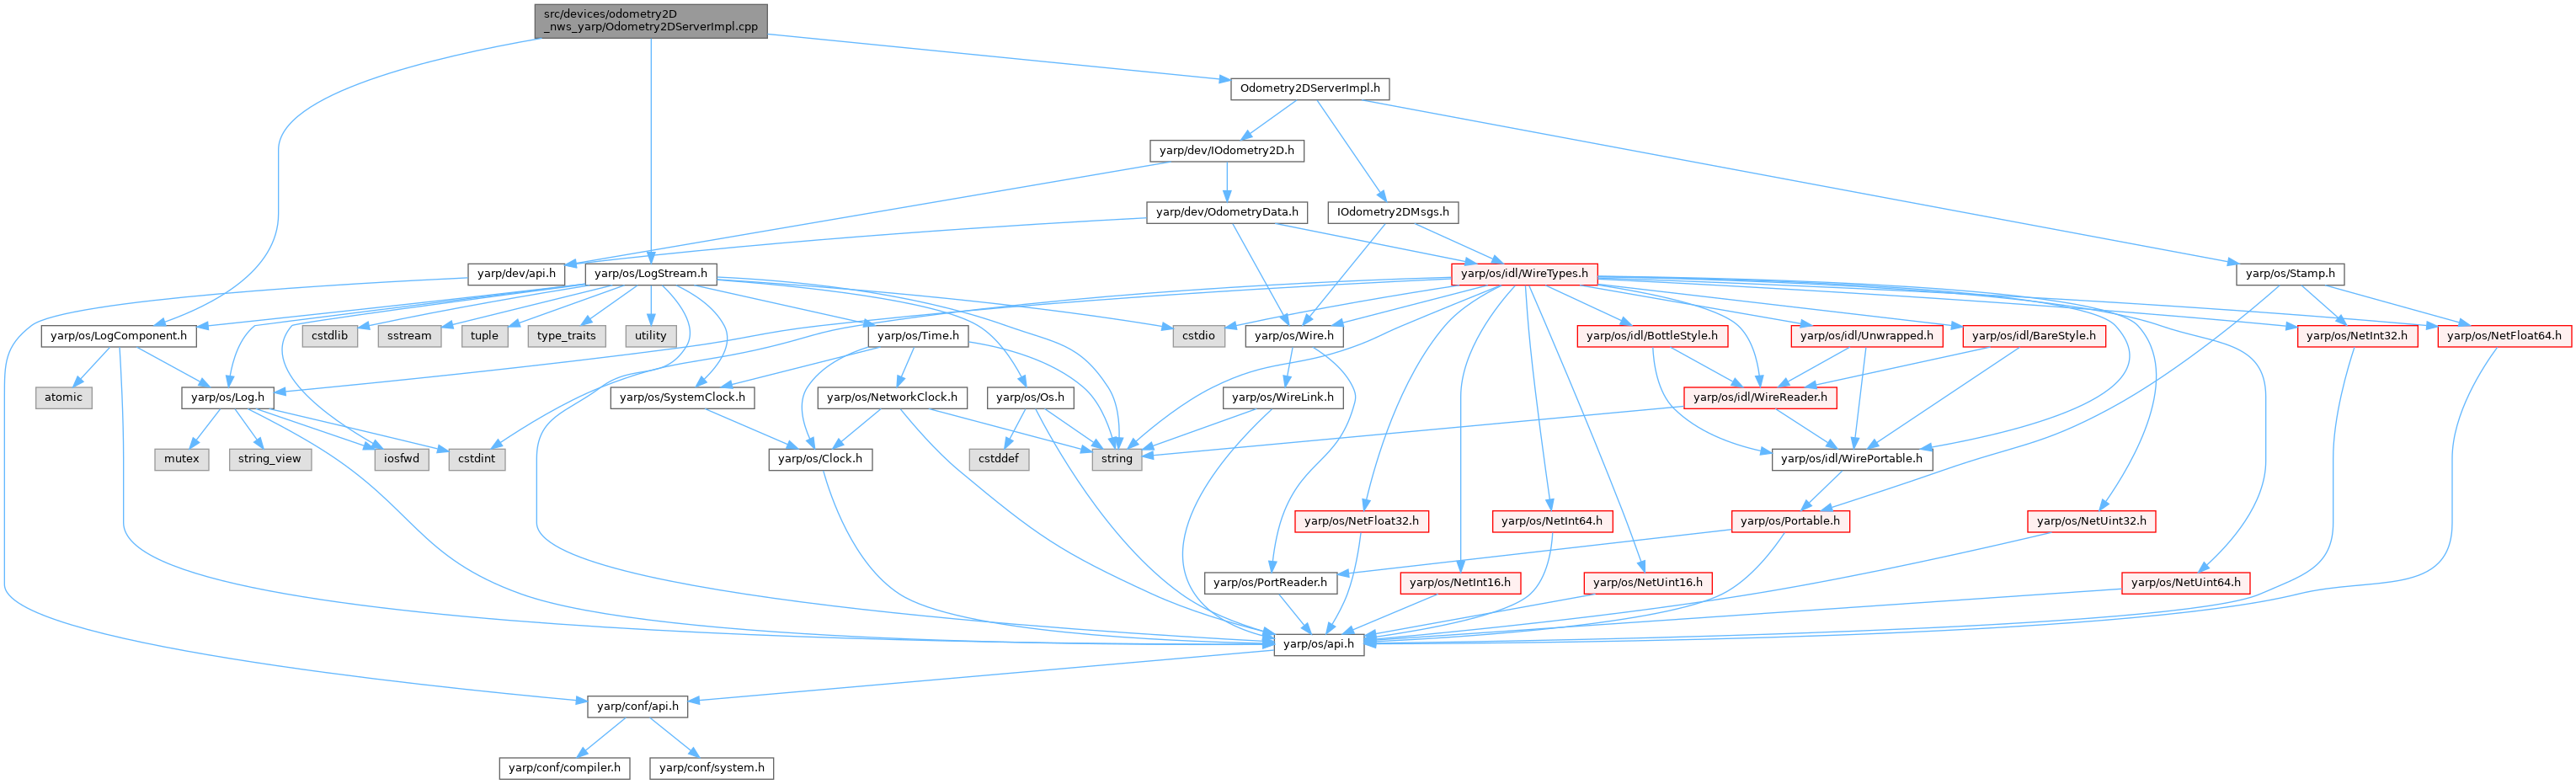 src/devices/odometry2D
_nws_yarp/Odometry2DServerImpl.cpp
Odometry2DServerImpl.h
yarp/dev/IOdometry2D.h
yarp/dev/OdometryData.h
IOdometry2DMsgs.h
yarp/dev/api.h
yarp/os/LogStream.h
yarp/os/idl/WireTypes.h
yarp/os/Stamp.h
yarp/os/LogComponent.h
cstdlib
sstream
tuple
type_traits
utility
yarp/os/Time.h
cstdio
yarp/os/Wire.h
yarp/os/idl/BottleStyle.h
yarp/os/idl/Unwrapped.h
yarp/os/idl/BareStyle.h
yarp/os/NetInt32.h
yarp/os/NetFloat64.h
atomic
yarp/os/Log.h
yarp/os/SystemClock.h
yarp/os/NetworkClock.h
yarp/os/Os.h
yarp/os/WireLink.h
yarp/os/idl/WireReader.h
mutex
string_view
iosfwd
cstdint
yarp/os/Clock.h
cstddef
string
yarp/os/idl/WirePortable.h
yarp/os/NetFloat32.h
yarp/os/NetInt64.h
yarp/os/Portable.h
yarp/os/NetUint32.h
yarp/os/PortReader.h
yarp/os/NetInt16.h
yarp/os/NetUint16.h
yarp/os/NetUint64.h
yarp/os/api.h
yarp/conf/api.h
yarp/conf/compiler.h
yarp/conf/system.h